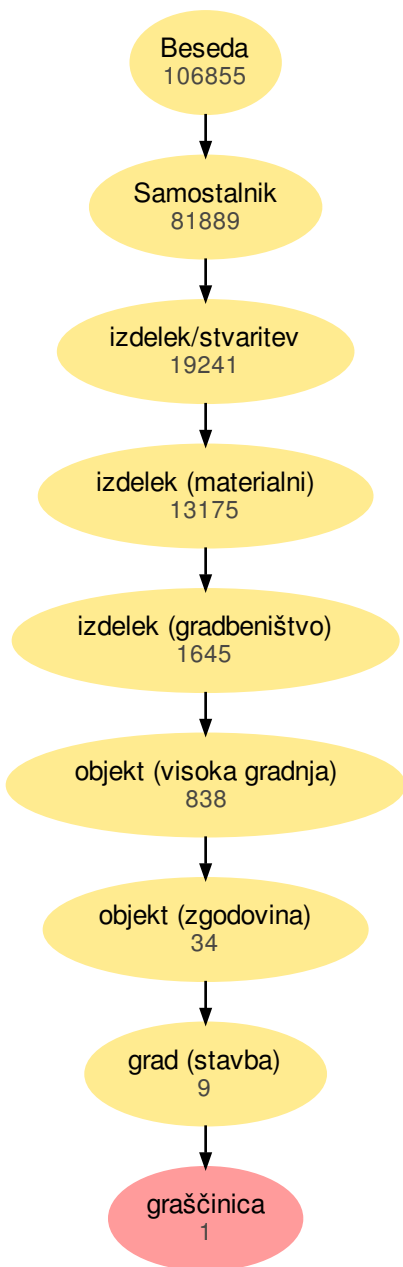 Beseda
106855
Samostalnik
81889
izdelek/stvaritev
19241
izdelek (materialni)
13175
izdelek (gradbeništvo)
1645
objekt (visoka gradnja)
838
objekt (zgodovina)
34
grad (stavba)
9
graščinica
1